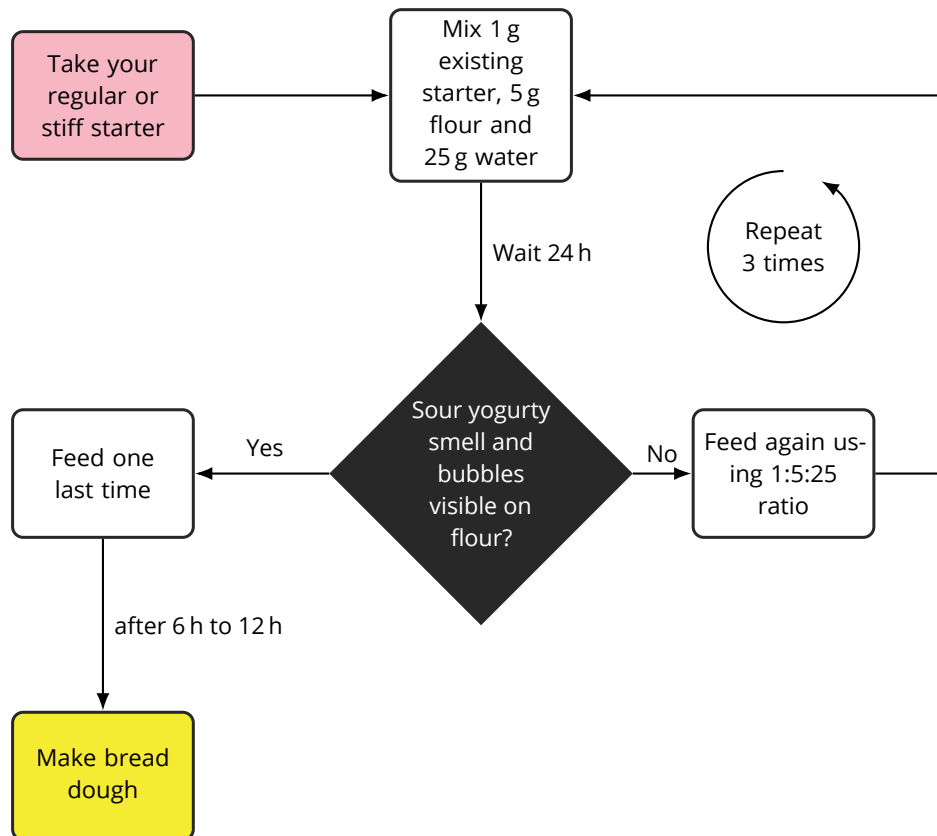 Take your
regular or
stiff starter
Mix 1 g
existing
starter, 5 g
flour and
25 g water
Wait 24 h
Repeat
3 times
Sour yogurty
smell and
bubbles
visible on
flour?
Yes
No
Feed one
last time
Feed again us-
ing 1:5:25
ratio
after 6 h to 12 h
Make bread
dough